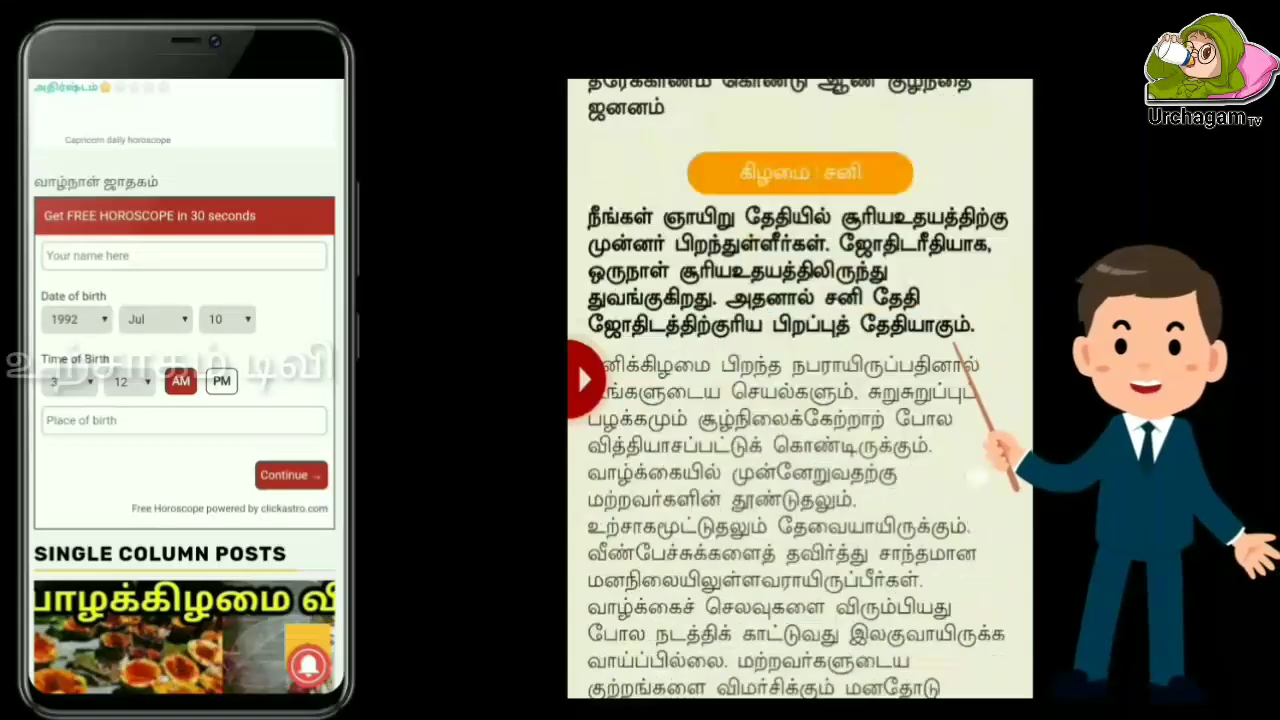 அதிர்ஷ்டம்
Capricorn daily horoscope
வாழ்நாள் ஜாதகம்
Get FREE HOROSCOPE in 30 seconds
Your name here
Date of birth
1992 Jul 10
Time of Birth
3 12 AM PM
உற்சாகம் டிவி
Place of birth
Continue →
Free Horoscope powered by clickastro.com
SINGLE COLUMN POSTS
ஜனனம்
கிழமை : சனி
நீங்கள் ஞாயிறு தேதியில் சூரியஉதயத்திற்கு
முன்னர் பிறந்துள்ளீர்கள். ஜோதிடரீதியாக,
ஒருநாள் சூரியஉதயத்திலிருந்து
துவங்குகிறது. அதனால் சனி தேதி
ஜோதிடத்திற்குரிய பிறப்புத் தேதியாகும்.
பிறந்த நபராயிருப்பதினால்
செயல்களும், சுறுசுறுப்பும்
பழக்கமும் சூழ்நிலைக்கேற்றாற் போல
வித்தியாசப்பட்டுக் கொண்டிருக்கும்.
வாழ்க்கையில் முன்னேறுவதற்கு
மற்றவர்களின் தூண்டுதலும்,
உற்சாகமூட்டுதலும் தேவையாயிருக்கும்.
வீண்பேச்சுக்களைத் தவிர்த்து சாந்தமான
மனநிலையிலுள்ளவராயிருப்பீர்கள்.
வாழ்க்கைச் செலவுகளை விரும்பியது
போல நடத்திக் காட்டுவது இலகுவாயிருக்க
வாய்ப்பில்லை. மற்றவர்களுடைய
குற்றங்களை விமர்சிக்கும் மனதோடு
Urchagam TV